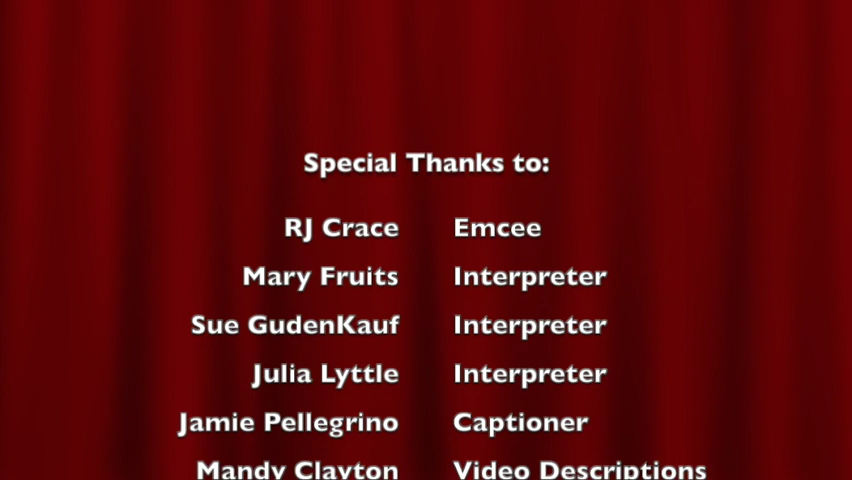 Special Thanks to:
RJ Crace Emcee
Mary Fruits Interpreter
Sue GudenKauf Interpreter
Julia Lyttle Interpreter
Jamie Pellegrino Captioner
Mandy Clayton Video Descriptions